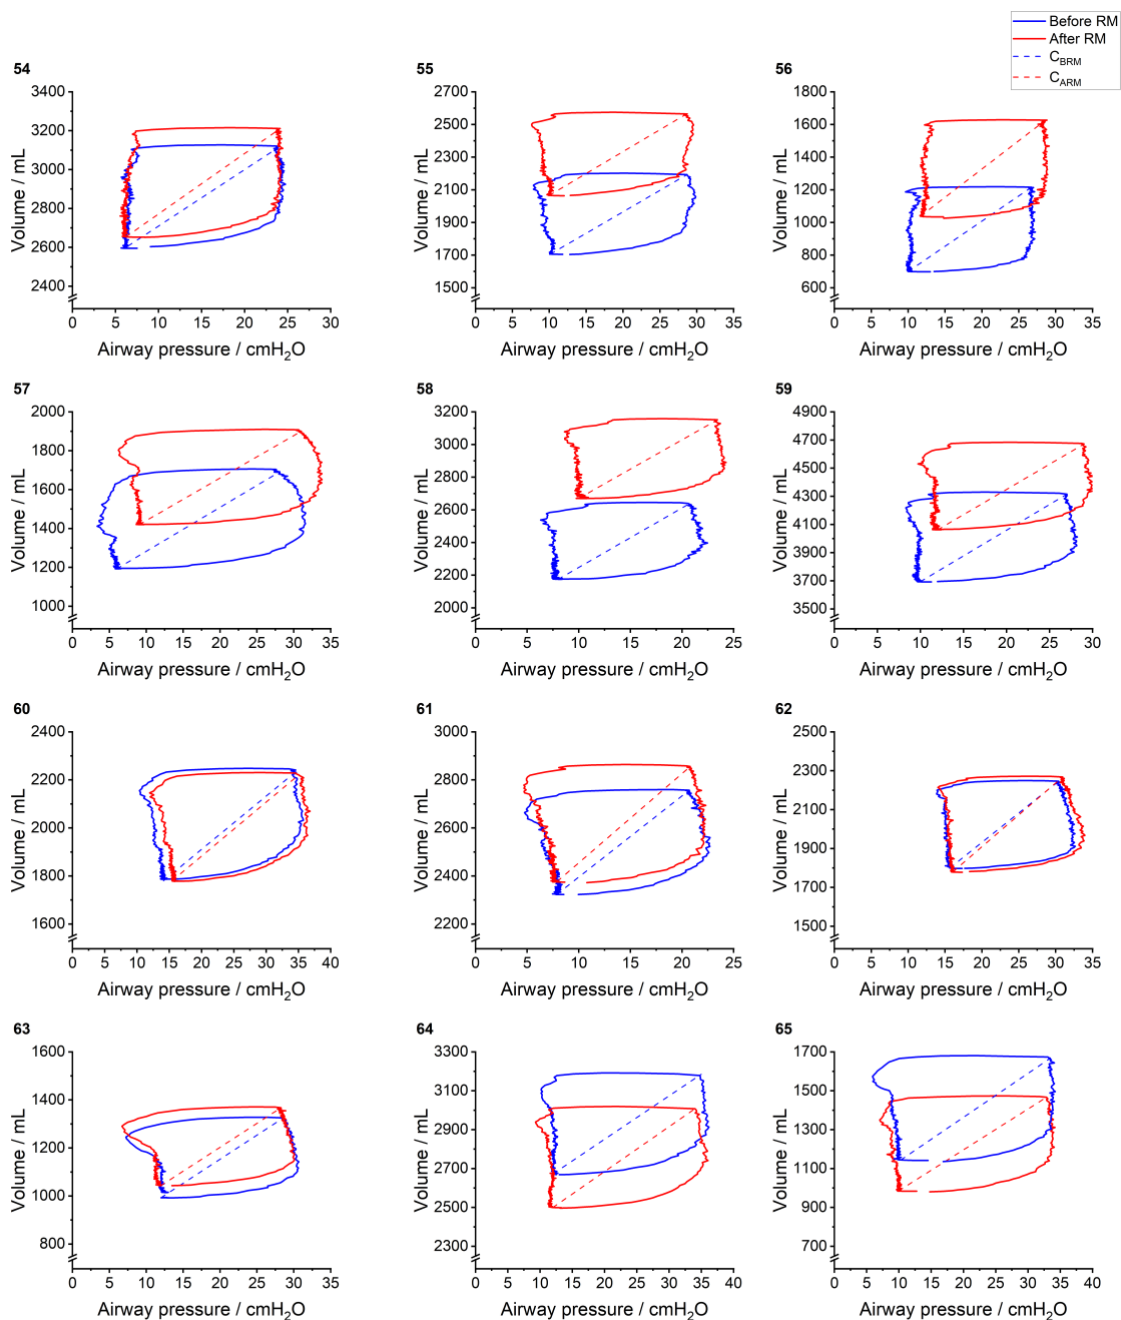 Before RM
After RM
C_BRM
C_ARM
54
3400
3200
3000
2800
2600
2400
Volume / mL
0 5 10 15 20 25 30
Airway pressure / cmH₂O
55
2700
2500
2300
2100
1900
1700
1500
Volume / mL
0 5 10 15 20 25 30 35
Airway pressure / cmH₂O
56
1800
1600
1400
1200
1000
800
600
Volume / mL
0 5 10 15 20 25 30 35
Airway pressure / cmH₂O
57
2000
1800
1600
1400
1200
1000
Volume / mL
0 5 10 15 20 25 30 35
Airway pressure / cmH₂O
58
3200
3000
2800
2600
2400
2200
2000
Volume / mL
0 5 10 15 20 25
Airway pressure / cmH₂O
59
4900
4700
4500
4300
4100
3900
3700
3500
Volume / mL
0 5 10 15 20 25 30
Airway pressure / cmH₂O
60
2400
2200
2000
1800
1600
Volume / mL
0 5 10 15 20 25 30 35 40
Airway pressure / cmH₂O
61
3000
2800
2600
2400
2200
Volume / mL
0 5 10 15 20 25
Airway pressure / cmH₂O
62
2500
2300
2100
1900
1700
1500
Volume / mL
0 5 10 15 20 25 30 35
Airway pressure / cmH₂O
63
1600
1400
1200
1000
800
Volume / mL
0 5 10 15 20 25 30 35
Airway pressure / cmH₂O
64
3300
3100
2900
2700
2500
2300
Volume / mL
0 5 10 15 20 25 30 35 40
Airway pressure / cmH₂O
65
1700
1500
1300
1100
900
700
Volume / mL
0 5 10 15 20 25 30 35 40
Airway pressure / cmH₂O